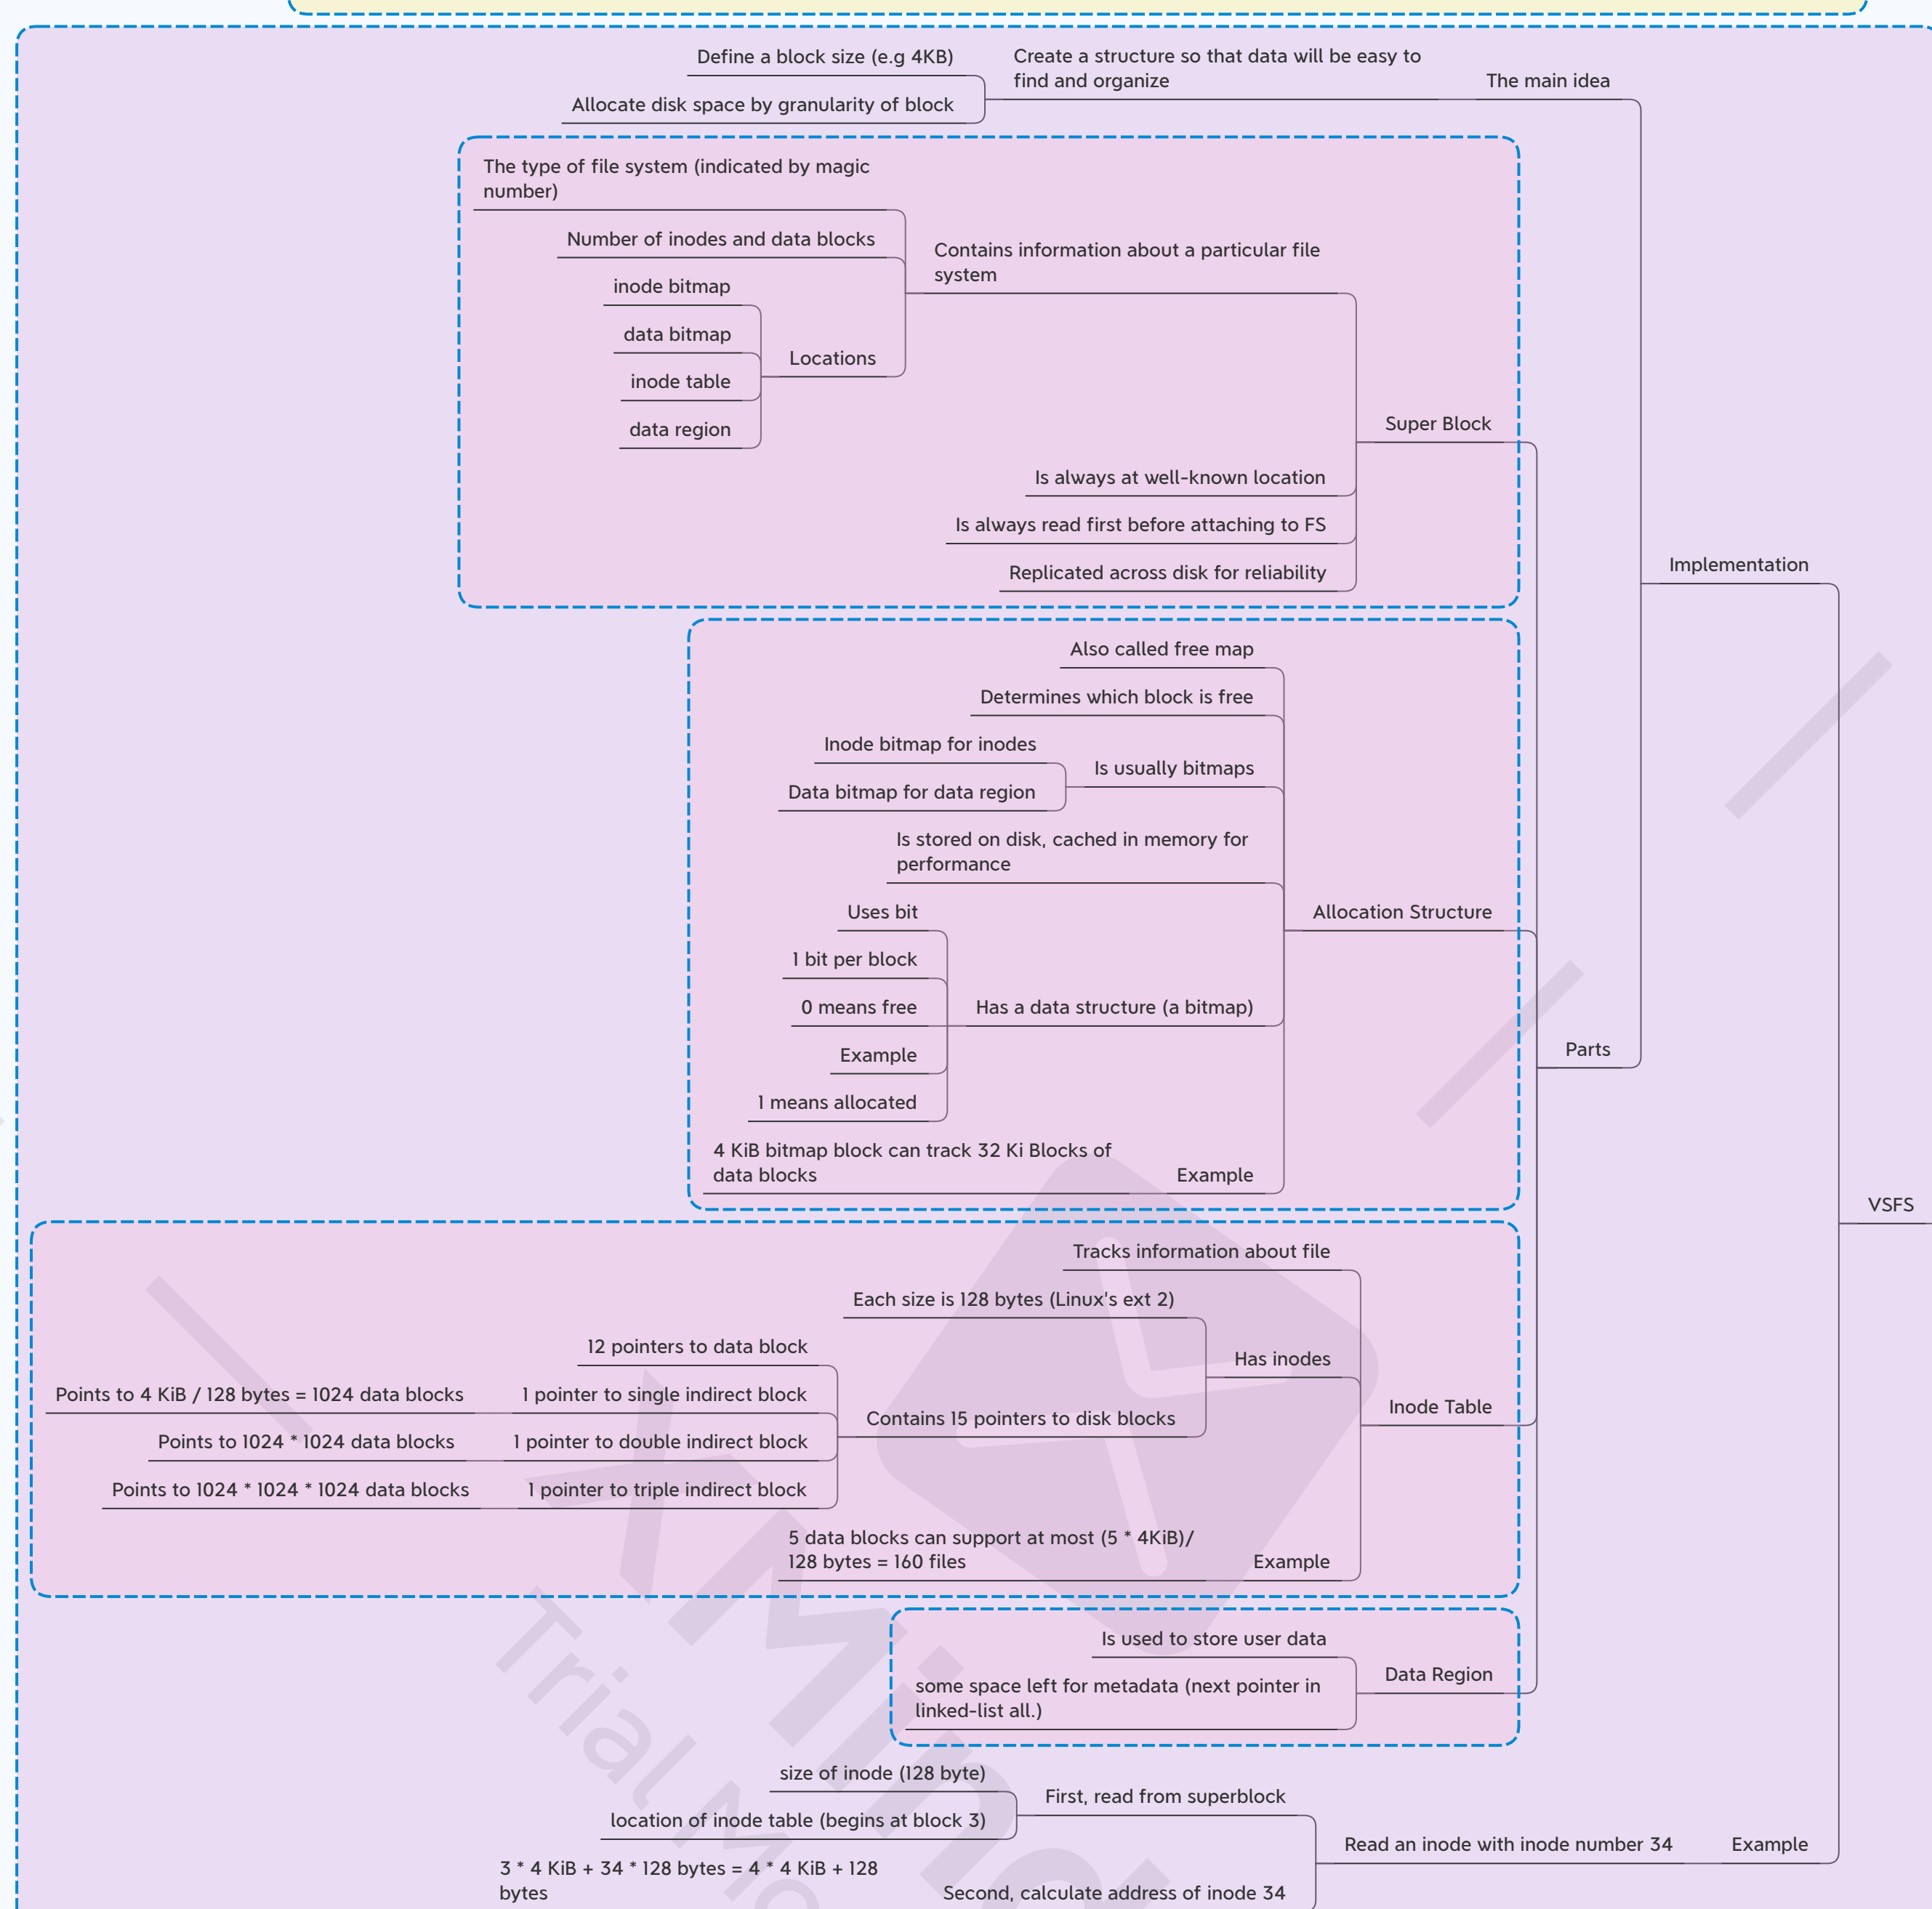 Define a block size (e.g 4KB)
Allocate disk space by granularity of block
Create a structure so that data will be easy to
find and organize
The main idea
The type of file system (indicated by magic
number)
Number of inodes and data blocks
inode bitmap
data bitmap
inode table
data region
Locations
Contains information about a particular file
system
Is always at well-known location
Is always read first before attaching to FS
Replicated across disk for reliability
Super Block
Implementation
Also called free map
Determines which block is free
Inode bitmap for inodes
Data bitmap for data region
Is usually bitmaps
Is stored on disk, cached in memory for
performance
Uses bit
1 bit per block
0 means free
Example
1 means allocated
Has a data structure (a bitmap)
4 KiB bitmap block can track 32 Ki Blocks of
data blocks
Example
Allocation Structure
Parts
VSFS
Tracks information about file
Each size is 128 bytes (Linux's ext 2)
12 pointers to data block
Points to 4 KiB / 128 bytes = 1024 data blocks
1 pointer to single indirect block
Points to 1024 * 1024 data blocks
1 pointer to double indirect block
Points to 1024 * 1024 * 1024 data blocks
1 pointer to triple indirect block
Contains 15 pointers to disk blocks
Has inodes
5 data blocks can support at most (5 * 4KiB)/
128 bytes = 160 files
Example
Inode Table
Is used to store user data
some space left for metadata (next pointer in
linked-list all.)
Data Region
size of inode (128 byte)
location of inode table (begins at block 3)
First, read from superblock
3 * 4 KiB + 34 * 128 bytes = 4 * 4 KiB + 128
bytes
Second, calculate address of inode 34
Read an inode with inode number 34
Example
XMind
Trial Mo